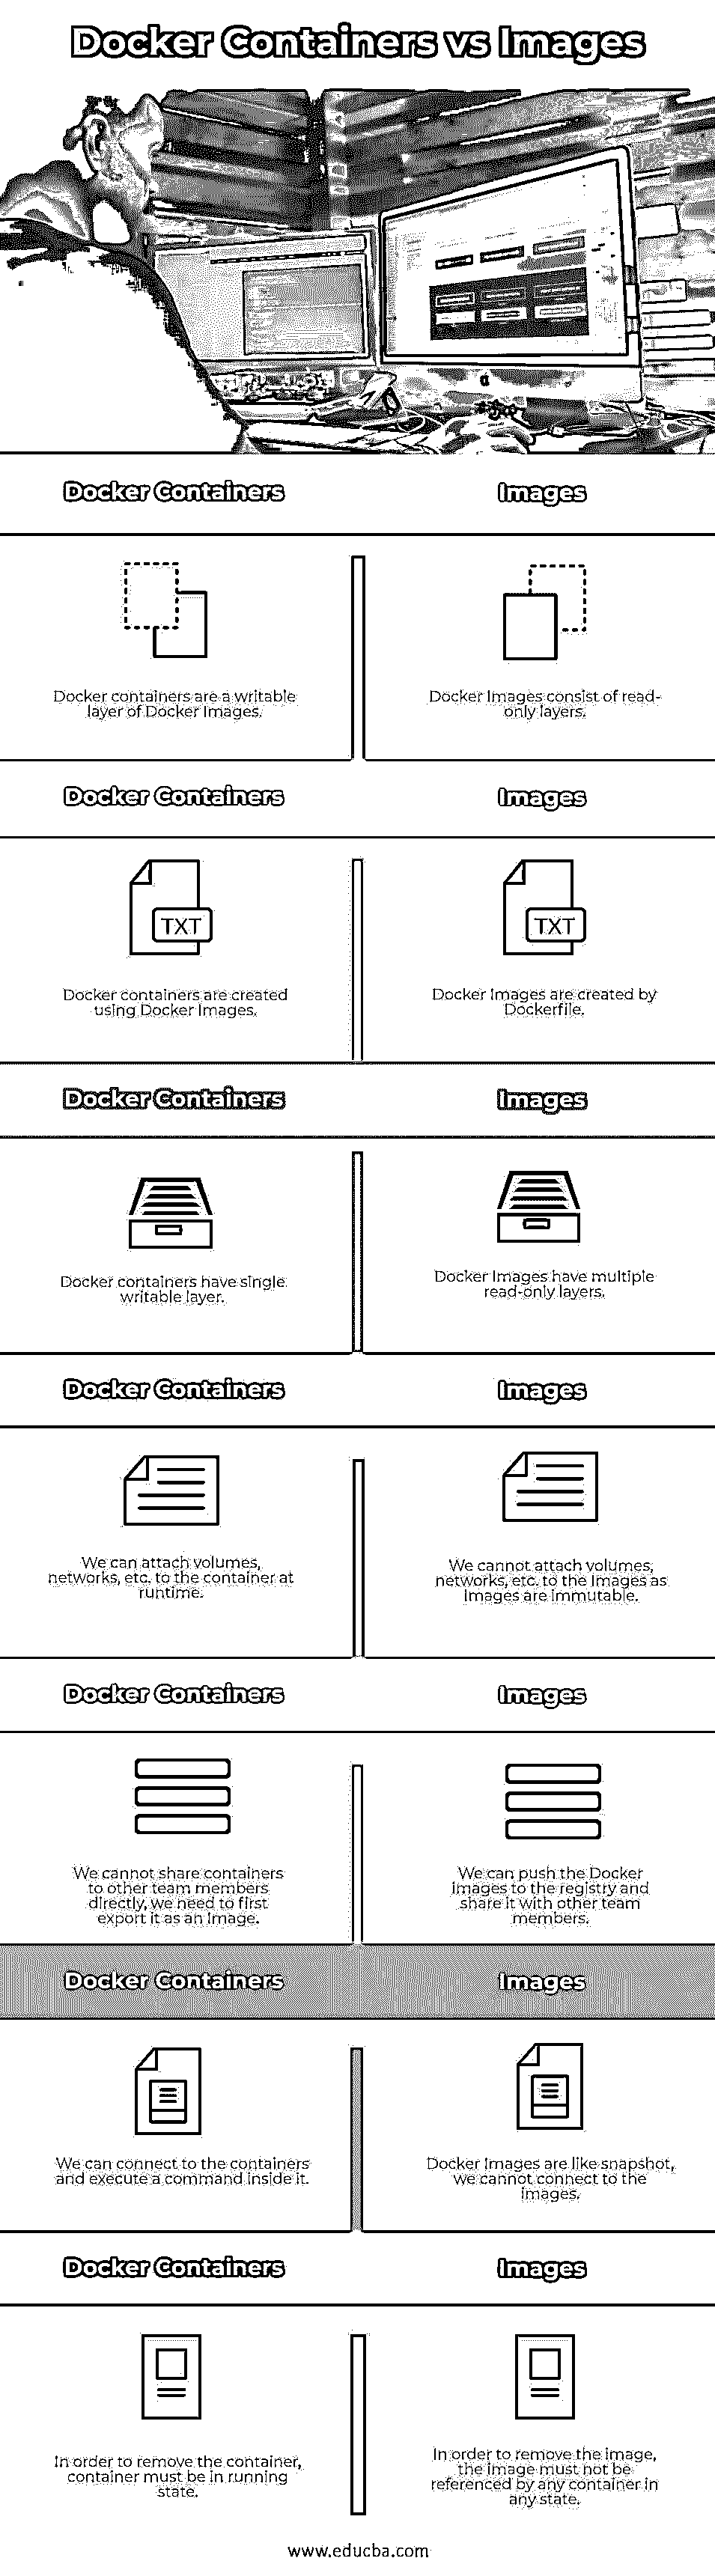 Docker Containers vs Images
Docker Containers
Images
Docker containers are a writable
layer of Docker Images.
Docker Images consist of read-
only layers.
Docker Containers
Images
TXT
TXT
Docker containers are created
using Docker Images.
Docker Images are created by
Dockerfile.
Docker Containers
Images
Docker containers have single
writable layer.
Docker Images have multiple
read-only layers.
Docker Containers
Images
We can attach volumes,
networks, etc. to the container at
runtime.
We cannot attach volumes,
networks, etc. to the Images as
Images are immutable.
Docker Containers
Images
We cannot share containers
to other team members
directly, we need to first
export it as an Image.
We can push the Docker
Images to the registry and
share it with other team
members.
Docker Containers
Images
We can connect to the containers
and execute a command inside it.
Docker Images are like snapshot,
we cannot connect to the
Images.
Docker Containers
Images
In order to remove the container,
container must be in running
state.
In order to remove the image,
the image must not be
referenced by any container in
any state.
www.educba.com